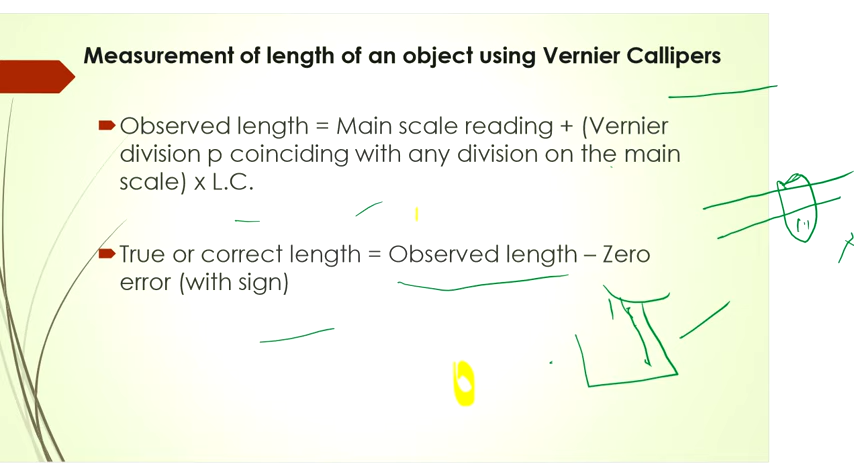 Measurement of length of an object using Vernier Callipers
Observed length = Main scale reading + (Vernier
division p coinciding with any division on the main
scale) x L.C.
True or correct length = Observed length – Zero
error (with sign)